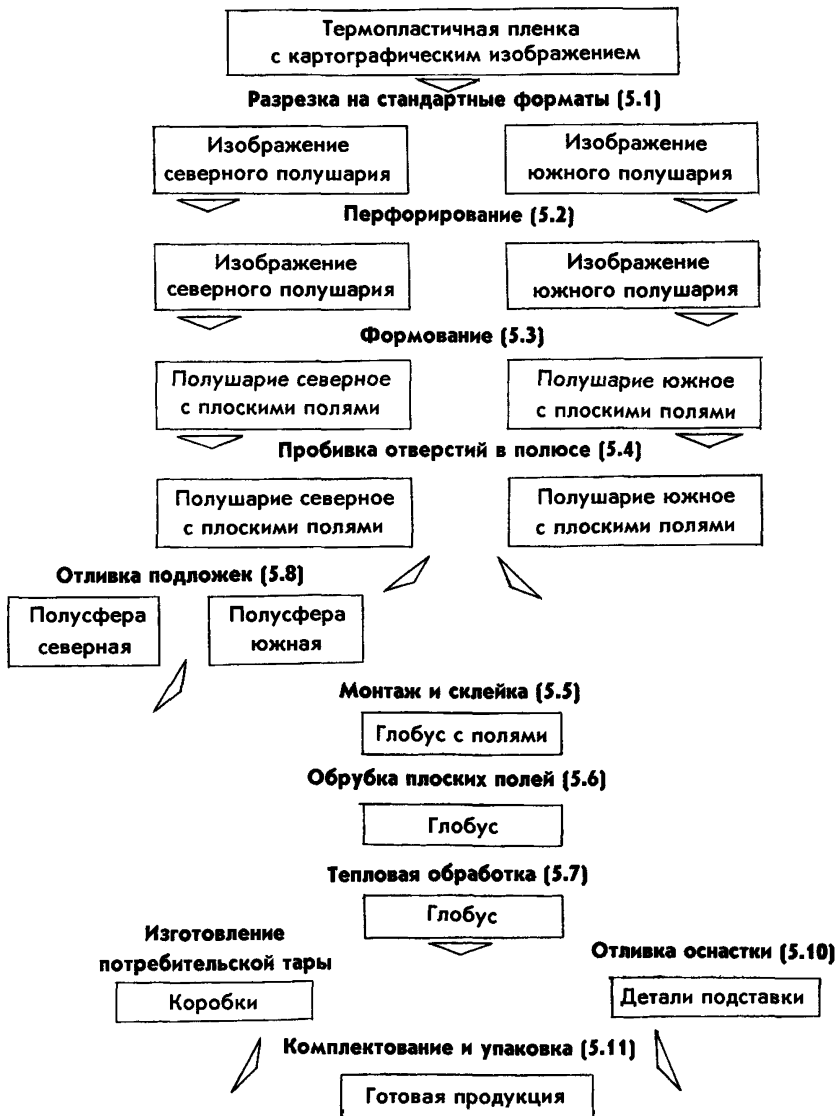 Термопластичная пленка
с картографическим изображением
Разрезка на стандартные форматы (5.1)
Изображение
северного полушария
Изображение
южного полушария
Перфорирование (5.2)
Изображение
северного полушария
Изображение
южного полушария
Формование (5.3)
Полушарие северное
с плоскими полями
Полушарие южное
с плоскими полями
Пробивка отверстий в полюсе (5.4)
Полушарие северное
с плоскими полями
Полушарие южное
с плоскими полями
Отливка подложек (5.8)
Полусфера
северная
Полусфера
южная
Монтаж и склейка (5.5)
Глобус с полями
Обрубка плоских полей (5.6)
Глобус
Тепловая обработка (5.7)
Глобус
Изготовление
потребительской тары
Коробки
Отливка оснастки (5.10)
Детали подставки
Комплектование и упаковка (5.11)
Готовая продукция